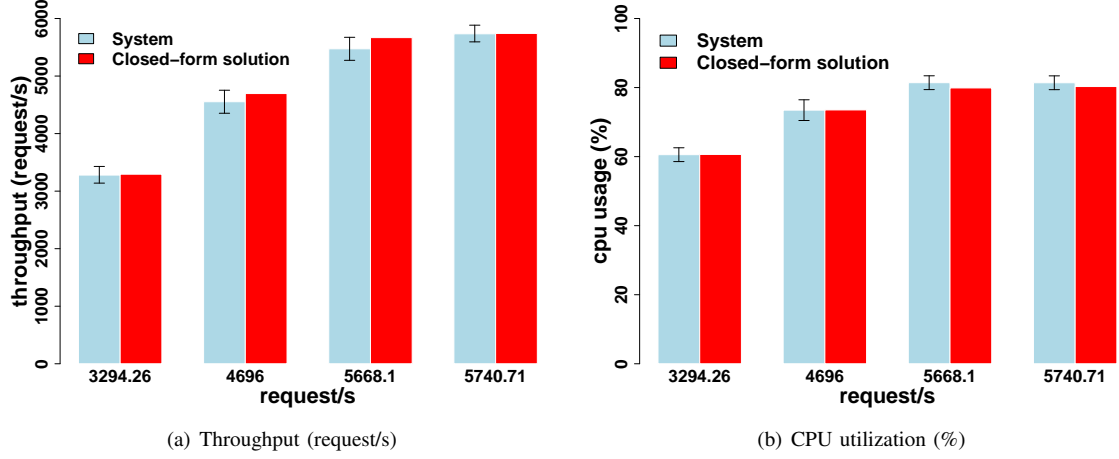 throughput (request/s)
0
1000
2000
3000
4000
5000
6000
System
Closed−form solution
3294.26
4696
5668.1
5740.71
request/s
(a) Throughput (request/s)
cpu usage (%)
0
20
40
60
80
100
System
Closed−form solution
3294.26
4696
5668.1
5740.71
request/s
(b) CPU utilization (%)